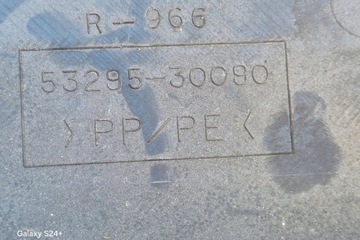 R-966
53295-30090
>PP/PE<
Galaxy S24+